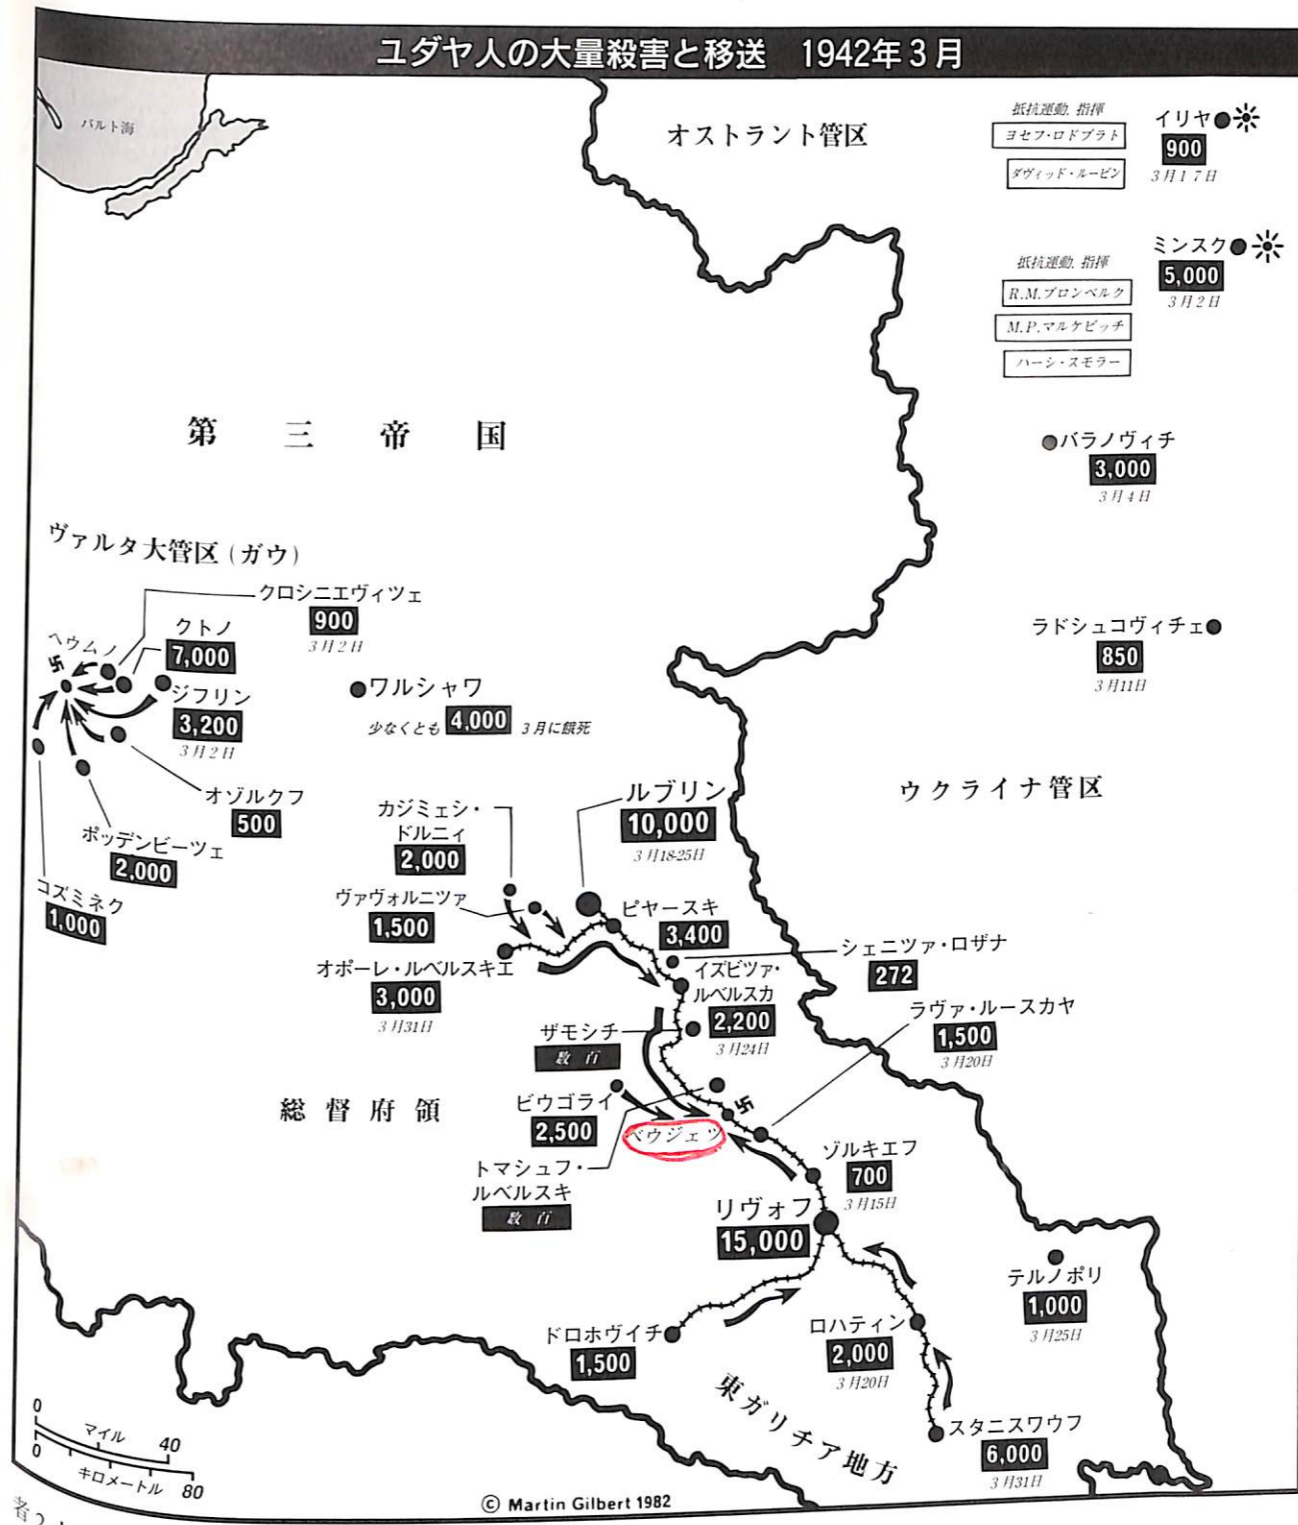 ユダヤ人の大量殺害と移送 1942年3月
バルト海
オストラント管区
抵抗運動.指揮
ヨセフ・ロドブラト
ダヴィッド・ルービン
イリヤ
900
3月17日
抵抗運動.指揮
R.M.ブロンベルク
M.P.マルケビッチ
ハーシ・スモラー
ミンスク
5,000
3月2日
第三帝国
バラノヴィチ
3,000
3月4日
ヴァルタ大管区(ガウ)
クロシニエヴィツェ
900
3月2日
ヘウムノ
卐
クトノ
7,000
ジフリン
3,200
3月2日
ラドシュコヴィチェ
850
3月11日
ワルシャワ
少なくとも 4,000 3月に餓死
オゾルクフ
500
ポッデンビーツェ
2,000
コズミネク
1,000
ウクライナ管区
カジミェシ・
ドルニィ
2,000
ルブリン
10,000
3月18-25日
ヴァヴォルニツァ
1,500
ピヤースキ
3,400
オポーレ・ルベルスキエ
3,000
3月31日
シェニツァ・ロザナ
272
イズビツァ・
ルベルスカ
2,200
3月24日
ラヴァ・ルースカヤ
1,500
3月20日
ザモシチ
数百
総督府領
ビウゴライ
2,500
卐
ベウジェツ
トマシュフ・
ルベルスキ
数百
ゾルキエフ
700
3月15日
リヴォフ
15,000
テルノポリ
1,000
3月25日
ドロホヴイチ
1,500
ロハティン
2,000
3月20日
東ガリチア地方
スタニスワウフ
6,000
3月31日
0 マイル 40
0 キロメートル 80
© Martin Gilbert 1982